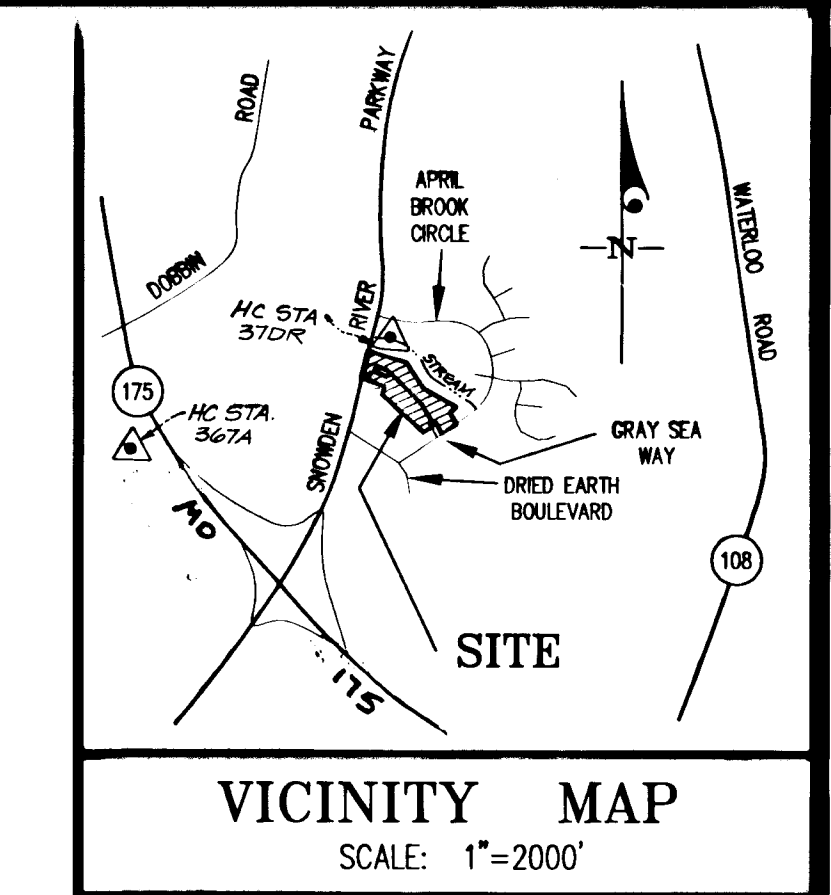 ROAD
PARKWAY
APRIL
BROOK
CIRCLE
WATERLOO
ROAD
N
DOBBIN
HC STA
37DR
RIVER
STREAM
175
HC STA.
367A
SNOWDEN
GRAY SEA
WAY
DRIED EARTH
BOULEVARD
MD
175
108
SITE
VICINITY MAP
SCALE: 1"=2000'